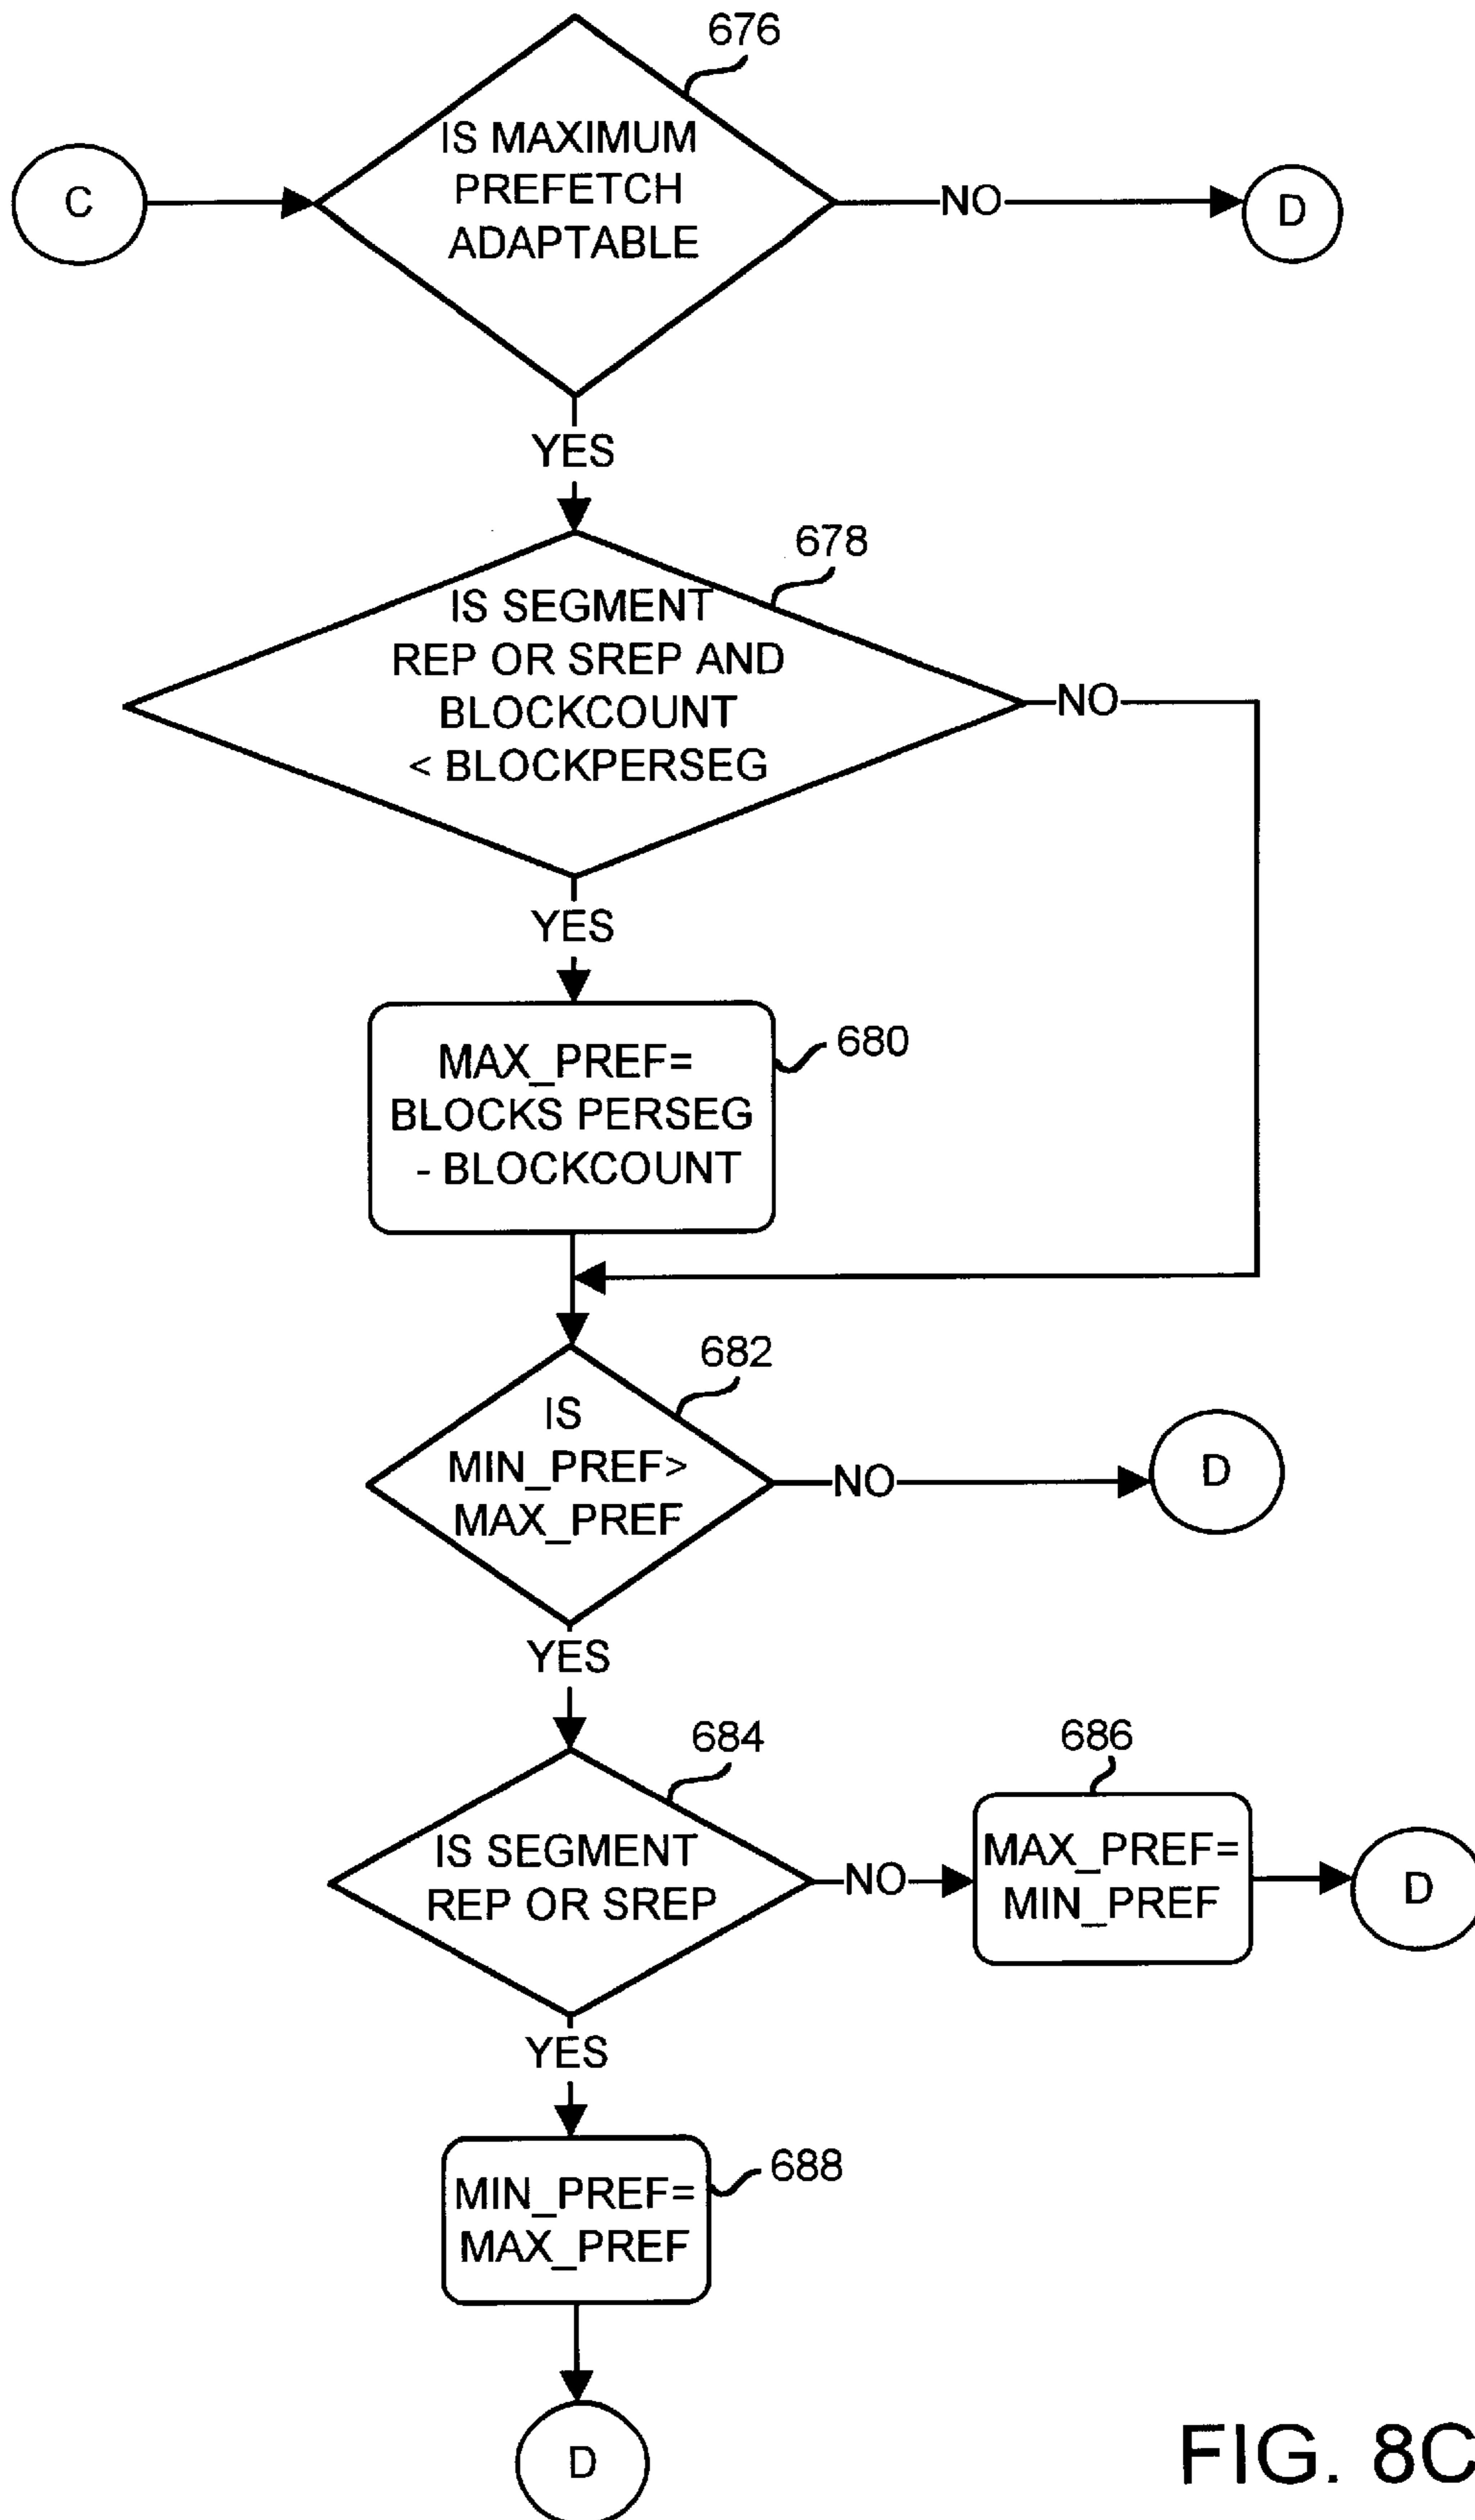 676
IS MAXIMUM
PREFETCH
ADAPTABLE
C
NO
D
YES
678
IS SEGMENT
REP OR SREP AND
BLOCKCOUNT
< BLOCKPERSEG
NO
YES
680
MAX_PREF=
BLOCKS PERSEG
- BLOCKCOUNT
682
IS
MIN_PREF>
MAX_PREF
NO
D
YES
684
IS SEGMENT
REP OR SREP
NO
686
MAX_PREF=
MIN_PREF
D
YES
688
MIN_PREF=
MAX_PREF
D
FIG. 8C